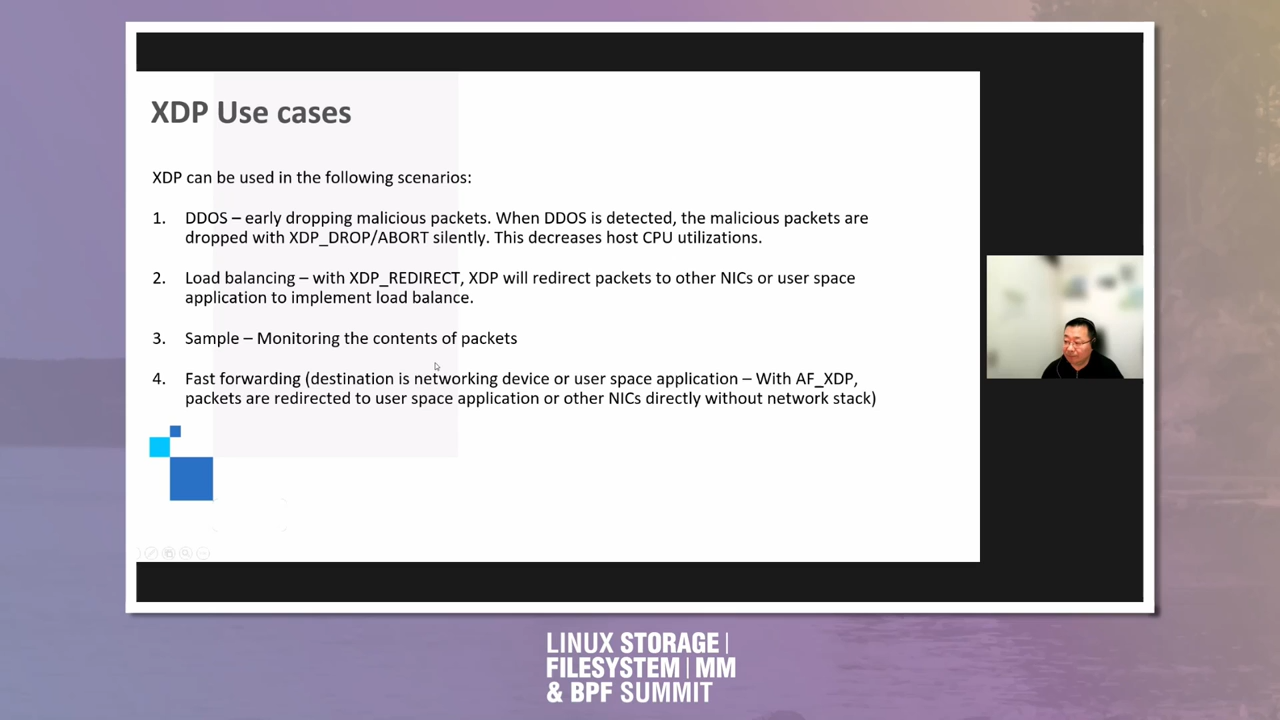 XDP Use cases
XDP can be used in the following scenarios:
1. DDOS – early dropping malicious packets. When DDOS is detected, the malicious packets are
dropped with XDP_DROP/ABORT silently. This decreases host CPU utilizations.
2. Load balancing – with XDP_REDIRECT, XDP will redirect packets to other NICs or user space
application to implement load balance.
3. Sample – Monitoring the contents of packets
4. Fast forwarding (destination is networking device or user space application – With AF_XDP,
packets are redirected to user space application or other NICs directly without network stack)
LINUX STORAGE |
FILESYSTEM | MM
& BPF SUMMIT